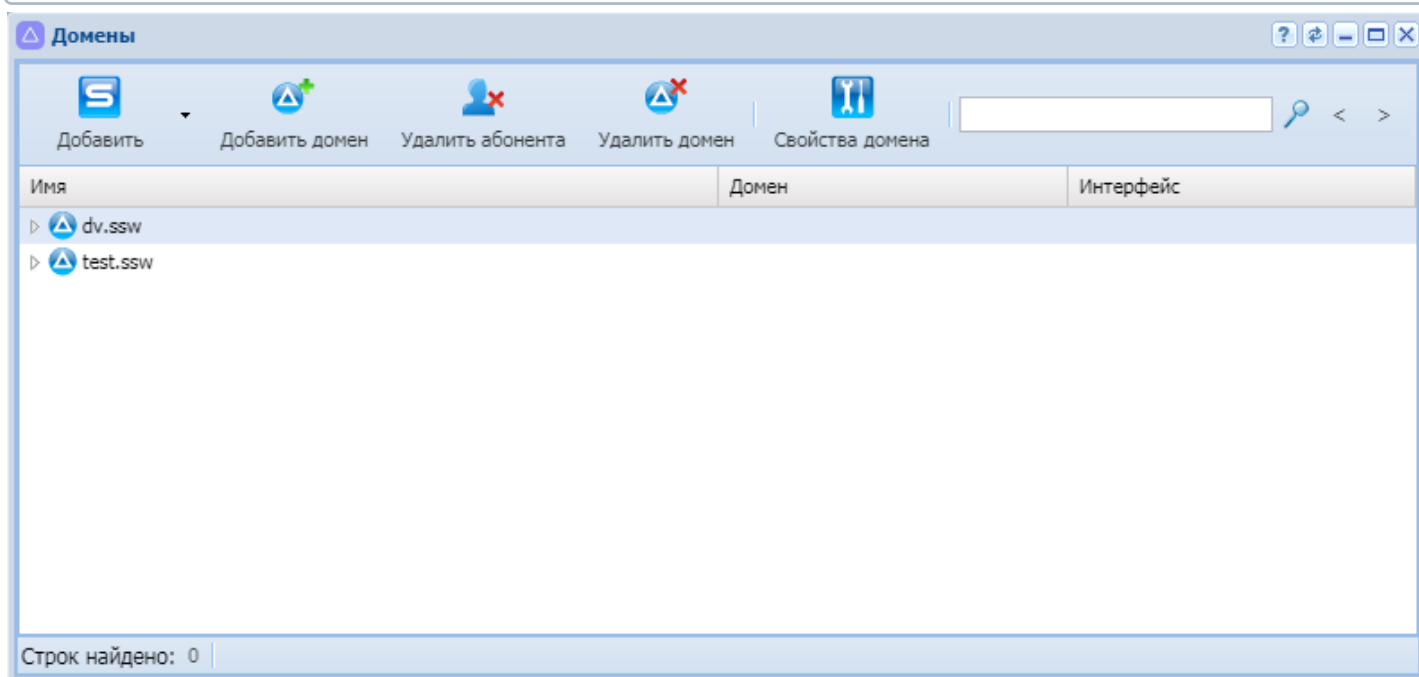 Домены
Добавить
Добавить домен
Удалить абонента
Удалить домен
Свойства домена
< >
Имя
Домен
Интерфейс
dv.ssw
test.ssw
Строк найдено: 0